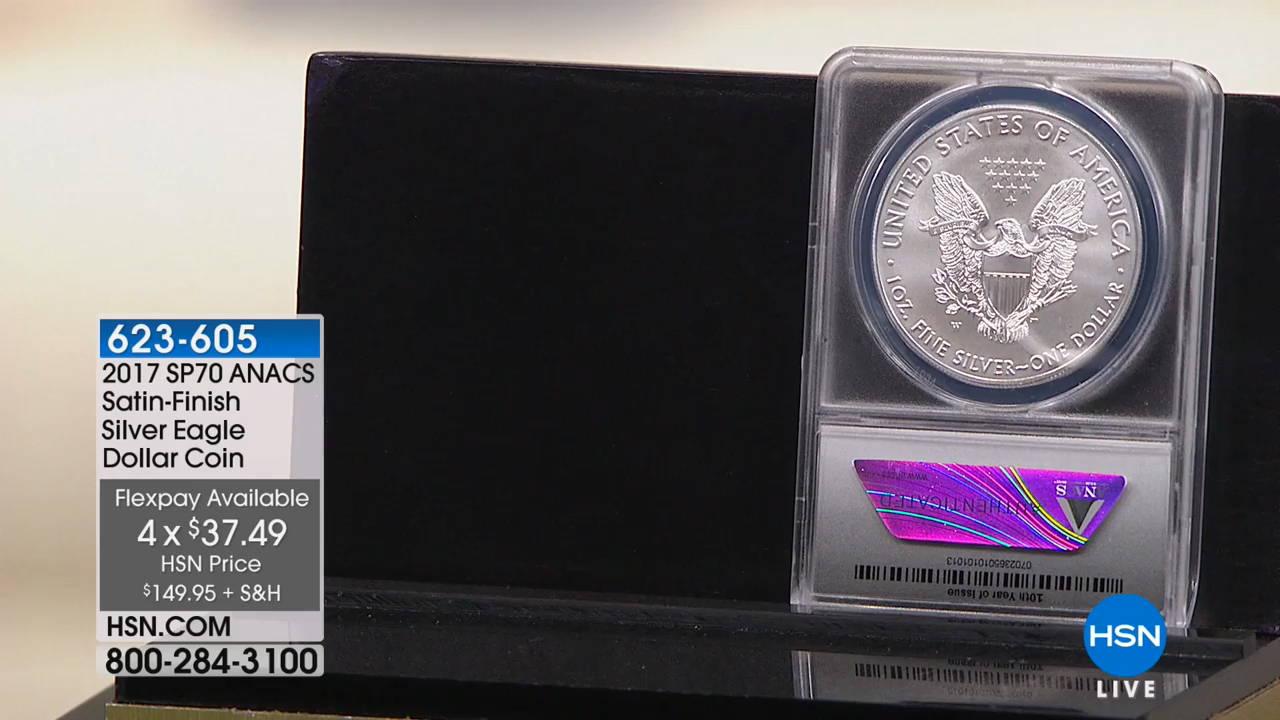 623-605
2017 SP70 ANACS
Satin-Finish
Silver Eagle
Dollar Coin
Flexpay Available
4 x $37.49
HSN Price
$149.95 + S&H
HSN.COM
800-284-3100
UNITED STATES OF AMERICA
1 OZ. FINE SILVER~ONE DOLLAR
W
AUTHENTICATED
0702365010101013
10th Year of Issue
HSN
LIVE